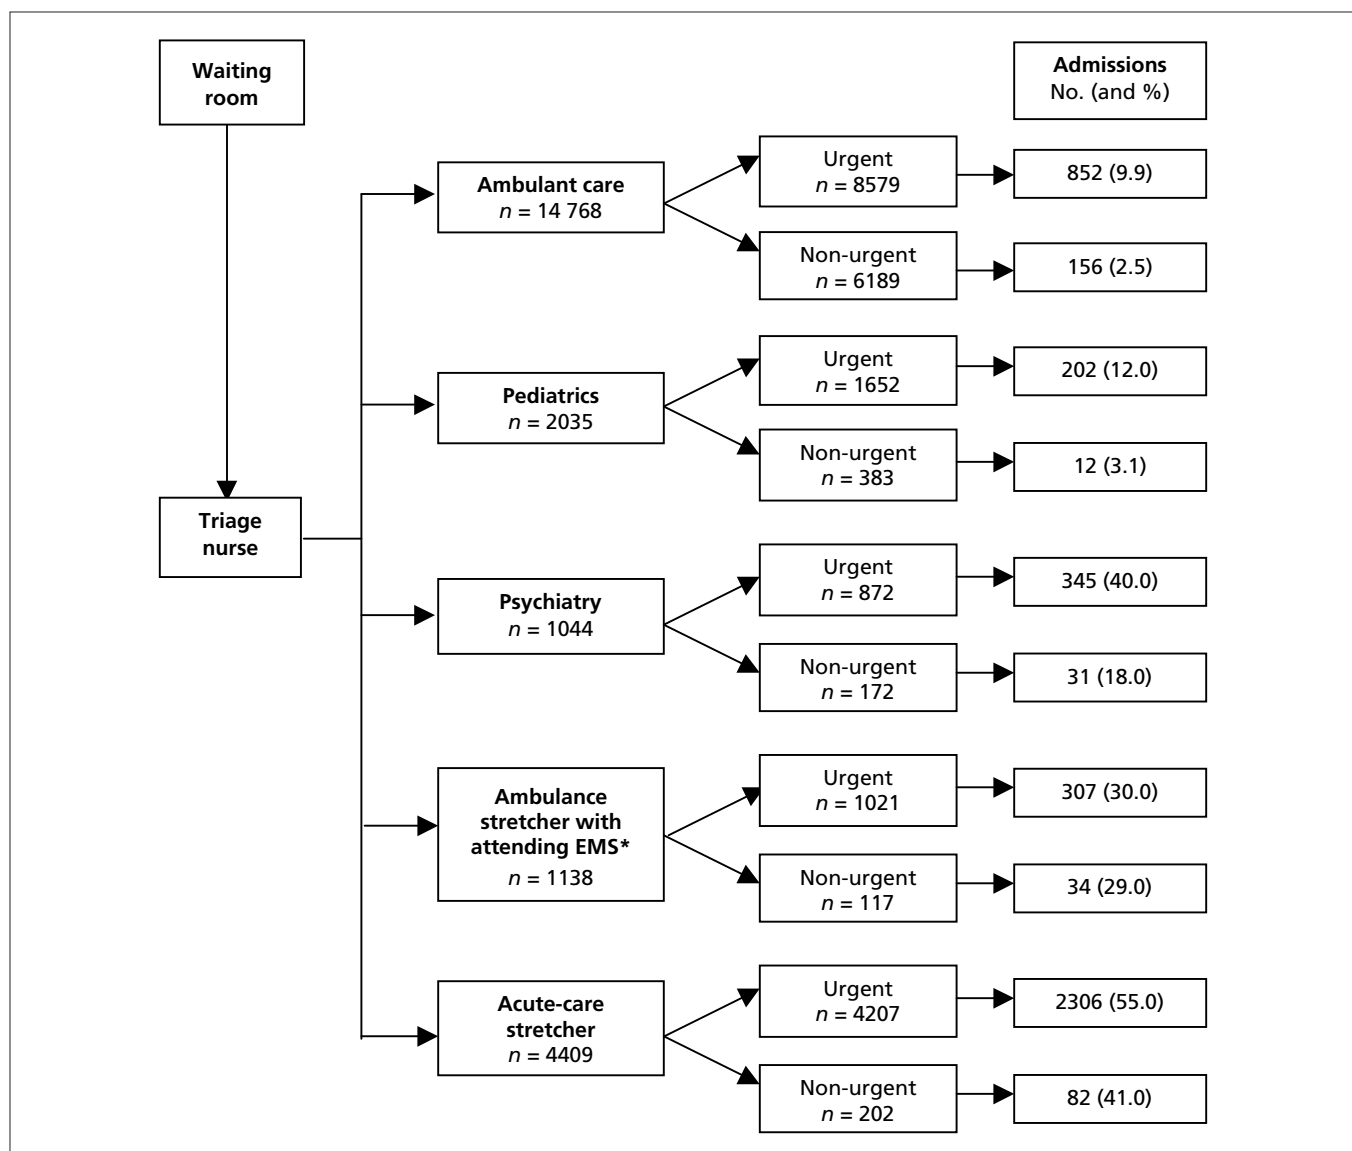 Waiting
room
Admissions
No. (and %)
Ambulant care
n = 14 768
Urgent
n = 8579
852 (9.9)
Non-urgent
n = 6189
156 (2.5)
Pediatrics
n = 2035
Urgent
n = 1652
202 (12.0)
Non-urgent
n = 383
12 (3.1)
Triage
nurse
Psychiatry
n = 1044
Urgent
n = 872
345 (40.0)
Non-urgent
n = 172
31 (18.0)
Ambulance
stretcher with
attending EMS*
n = 1138
Urgent
n = 1021
307 (30.0)
Non-urgent
n = 117
34 (29.0)
Acute-care
stretcher
n = 4409
Urgent
n = 4207
2306 (55.0)
Non-urgent
n = 202
82 (41.0)